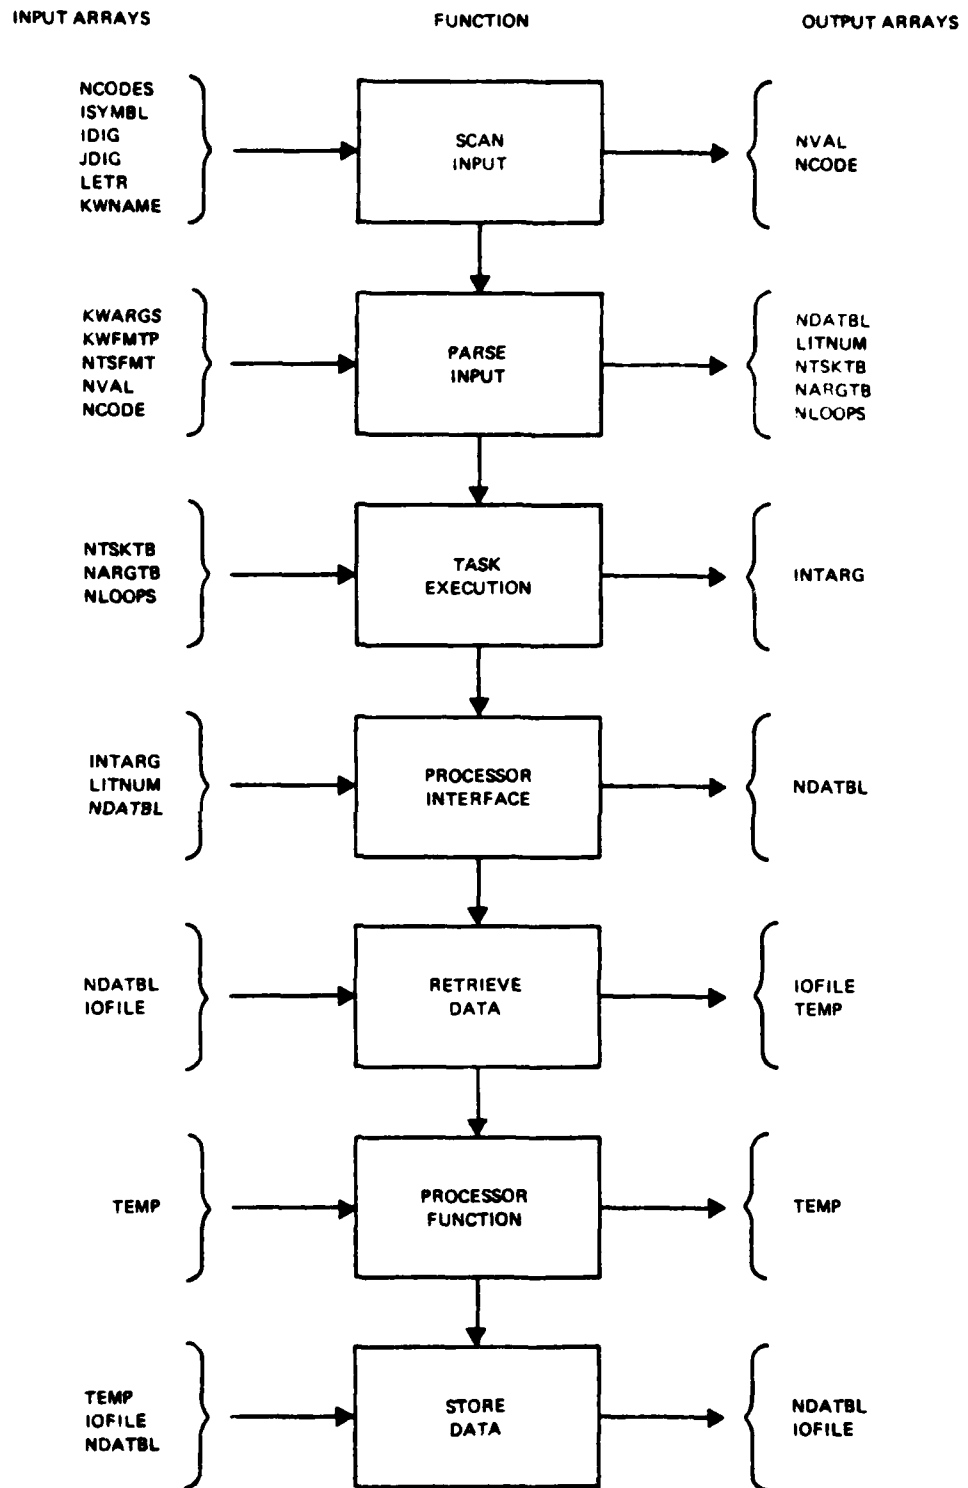 INPUT ARRAYS
FUNCTION
OUTPUT ARRAYS
NCODES
ISYMBL
IDIG
JDIG
LETR
KWNAME
SCAN
INPUT
NVAL
NCODE
KWARGS
KWFMTP
NTSFMT
NVAL
NCODE
PARSE
INPUT
NDATBL
LITNUM
NTSKTB
NARGTB
NLOOPS
NTSKTB
NARGTB
NLOOPS
TASK
EXECUTION
INTARG
INTARG
LITNUM
NDATBL
PROCESSOR
INTERFACE
NDATBL
NDATBL
IOFILE
RETRIEVE
DATA
IOFILE
TEMP
TEMP
PROCESSOR
FUNCTION
TEMP
TEMP
IOFILE
NDATBL
STORE
DATA
NDATBL
IOFILE